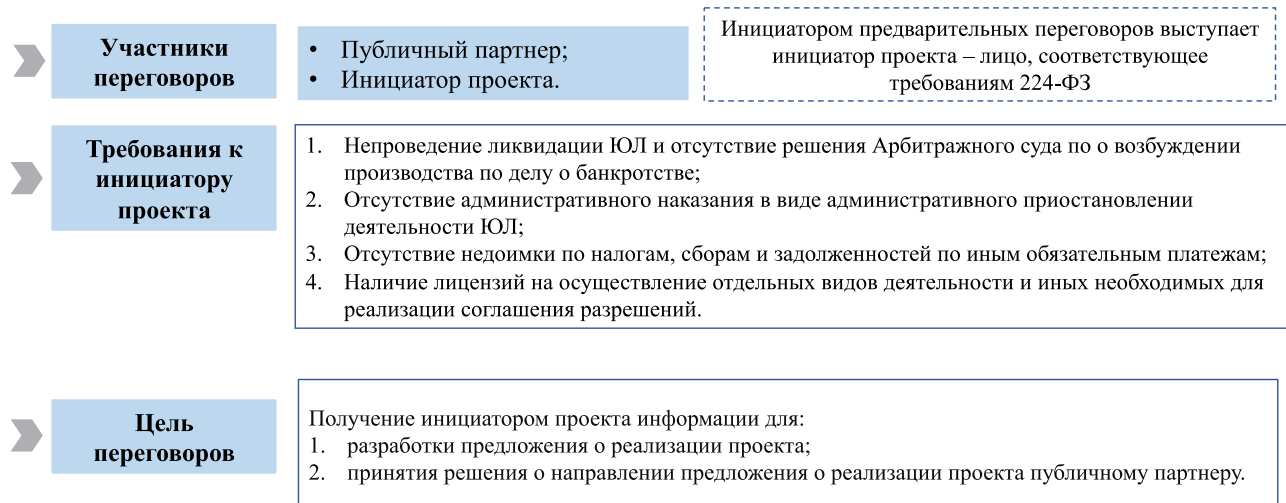 Участники
переговоров
• Публичный партнер;
• Инициатор проекта.
Инициатором предварительных переговоров выступает
инициатор проекта – лицо, соответствующее
требованиям 224-ФЗ
Требования к
инициатору
проекта
1. Непроведение ликвидации ЮЛ и отсутствие решения Арбитражного суда по о возбуждении
производства по делу о банкротстве;
2. Отсутствие административного наказания в виде административного приостановлении
деятельности ЮЛ;
3. Отсутствие недоимки по налогам, сборам и задолженностей по иным обязательным платежам;
4. Наличие лицензий на осуществление отдельных видов деятельности и иных необходимых для
реализации соглашения разрешений.
Цель
переговоров
Получение инициатором проекта информации для:
1. разработки предложения о реализации проекта;
2. принятия решения о направлении предложения о реализации проекта публичному партнеру.